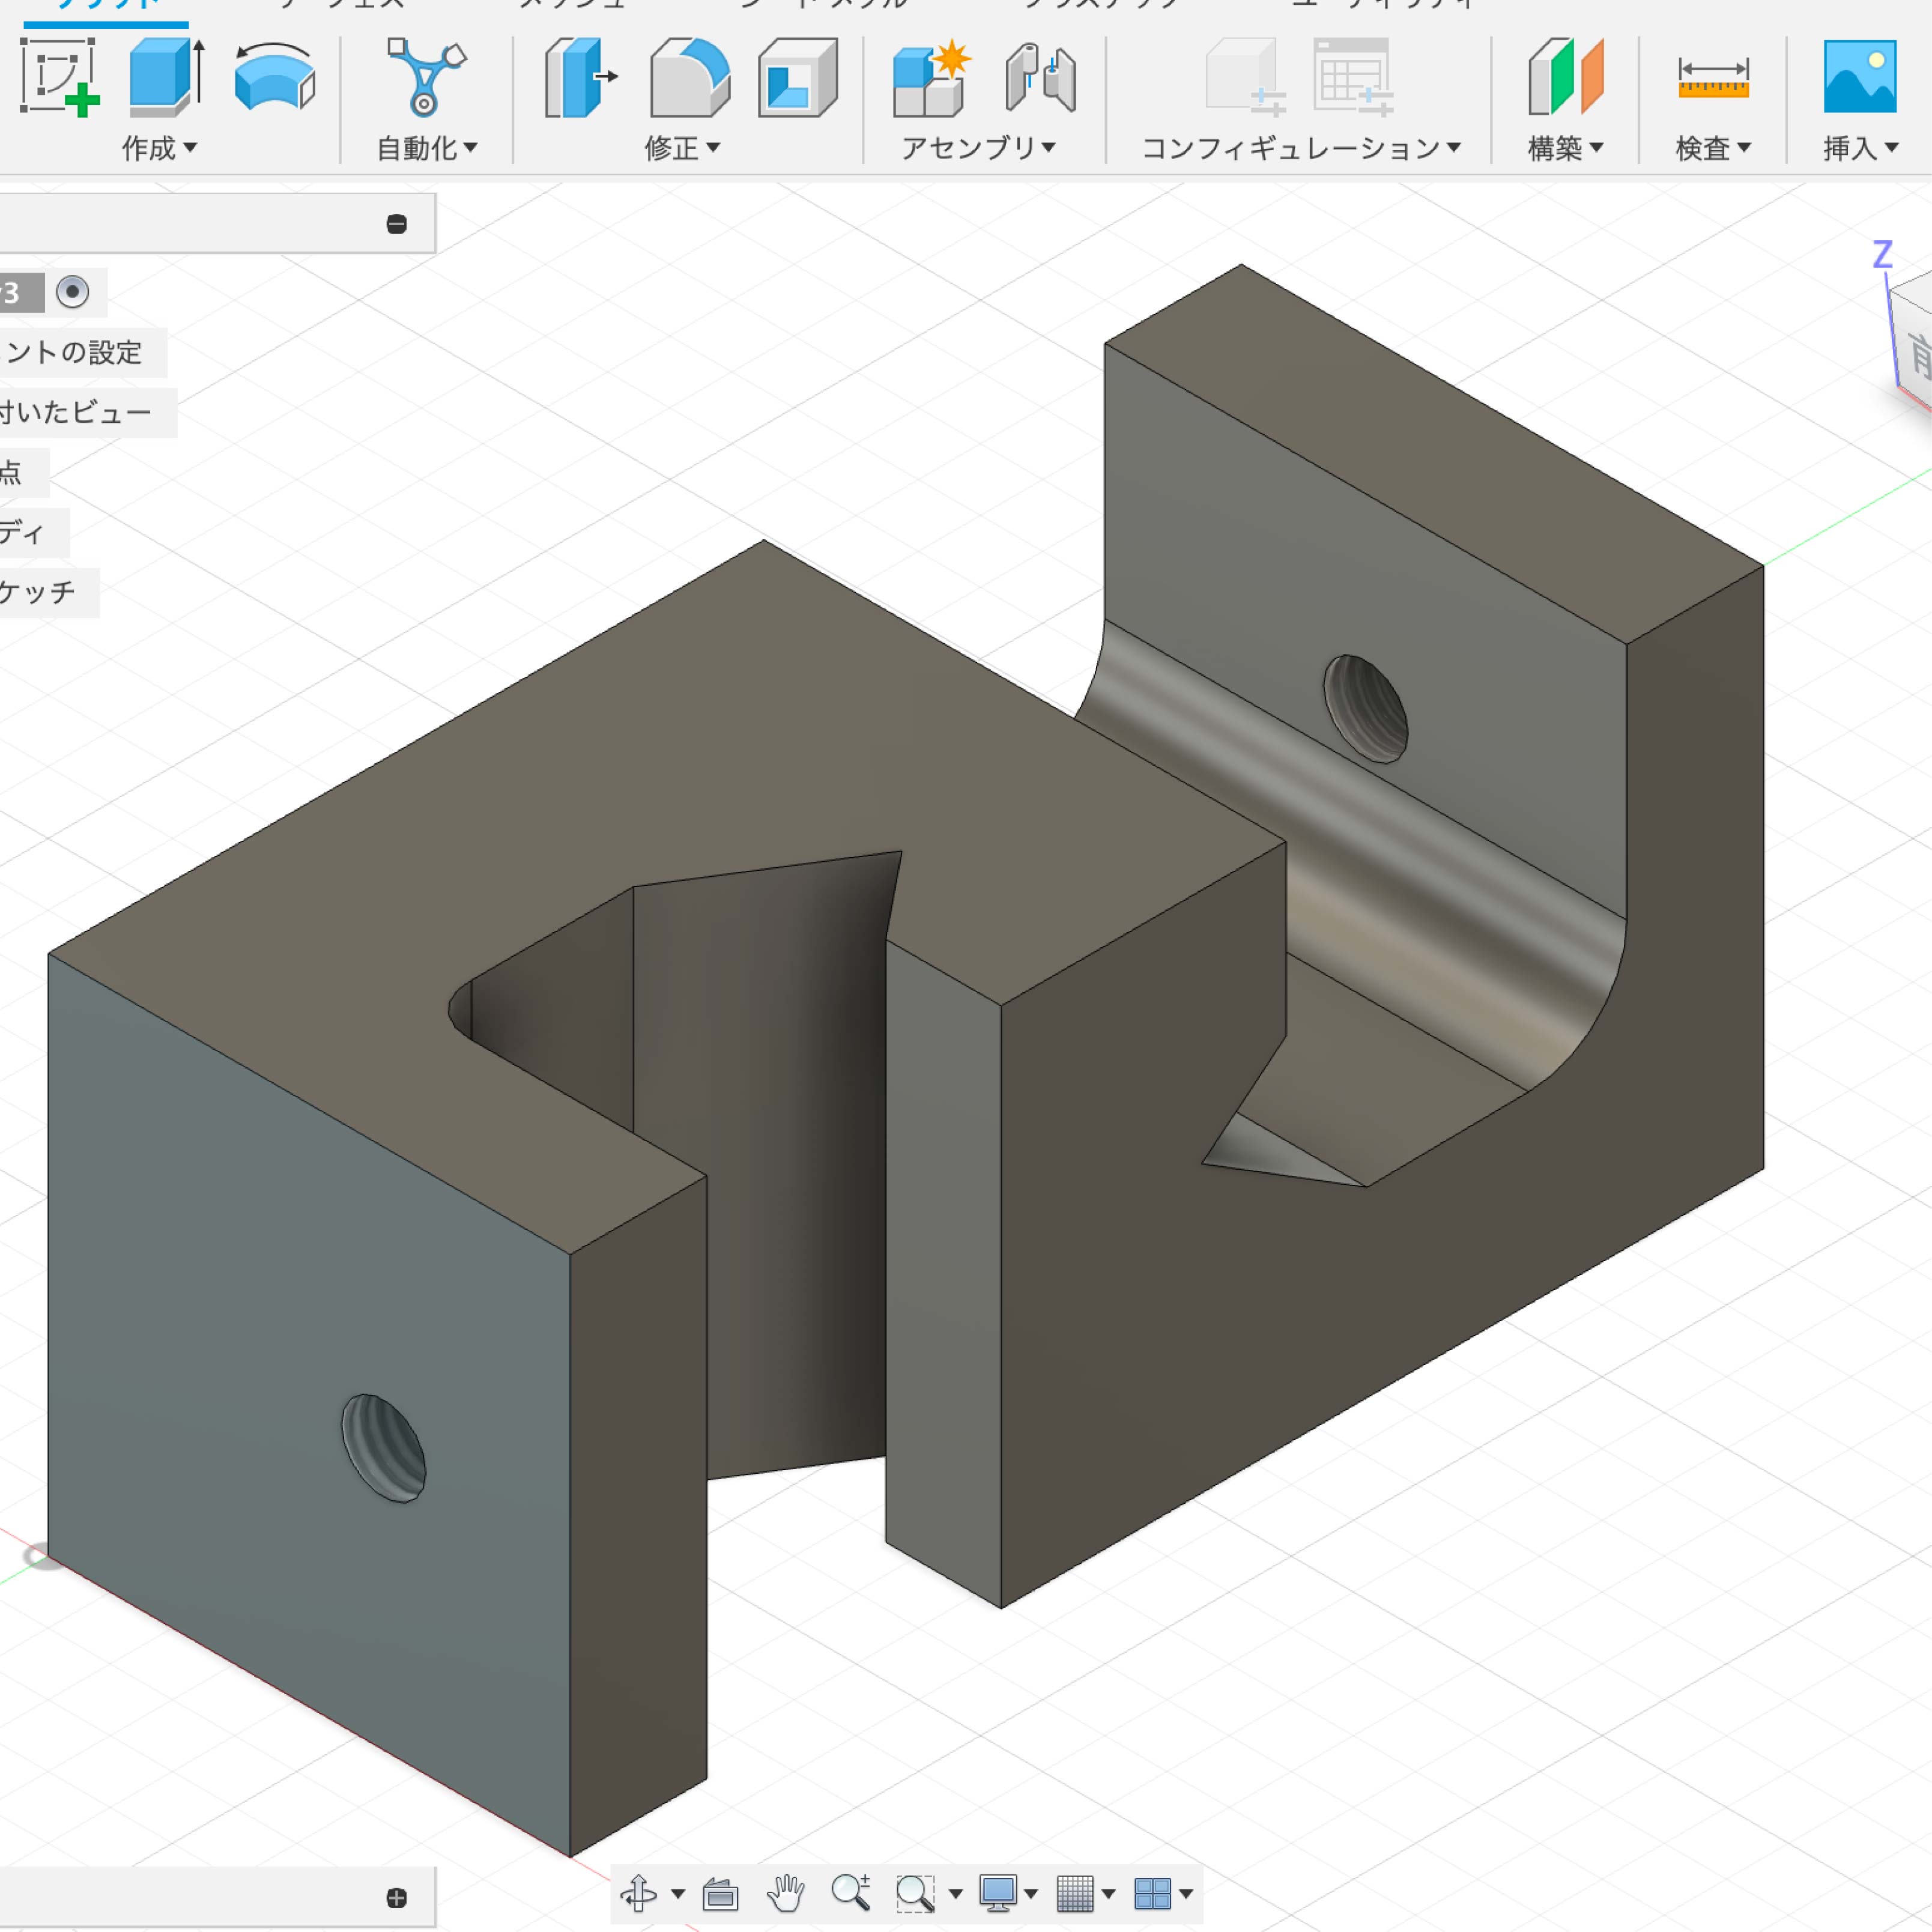 作成 自動化 修正 アセンブリ コンフィギュレーション 構築 検査 挿入
Z
前
v3
ントの設定
付いたビュー
点
ディ
ケッチ